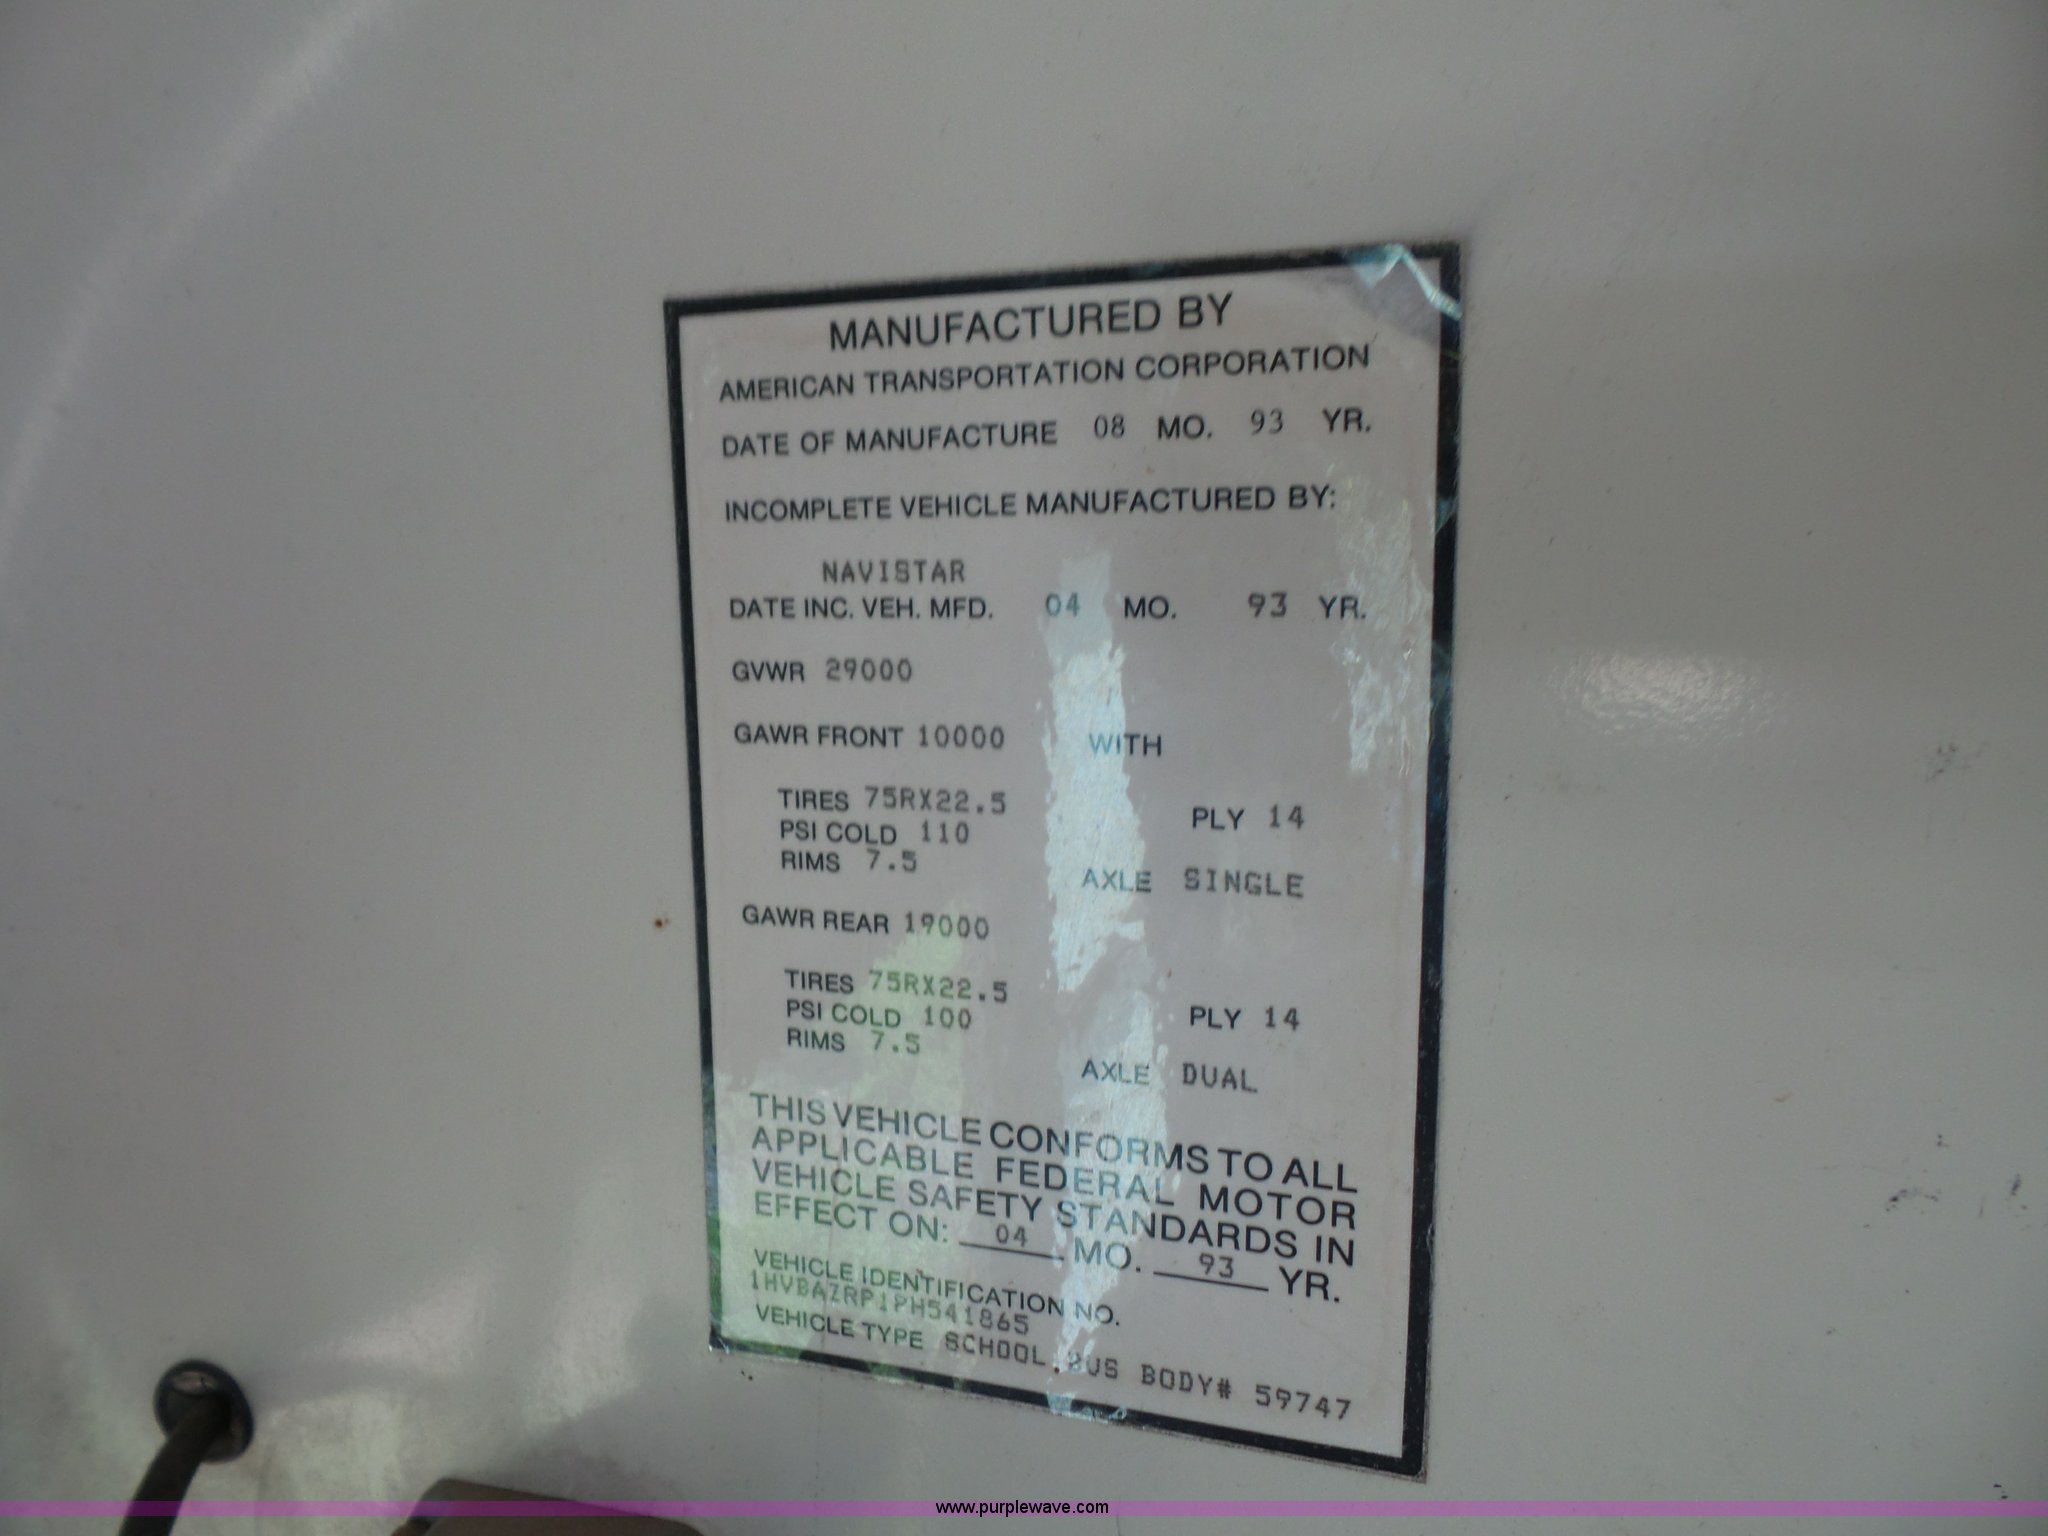 MANUFACTURED BY
AMERICAN TRANSPORTATION CORPORATION
DATE OF MANUFACTURE 08 MO. 93 YR.
INCOMPLETE VEHICLE MANUFACTURED BY:
NAVISTAR
DATE INC. VEH. MFD. 04 MO. 93 YR.
GVWR 29000
GAWR FRONT 10000 WITH
TIRES 75RX22.5 PLY 14
PSI COLD 110
RIMS 7.5 AXLE SINGLE
GAWR REAR 19000
TIRES 75RX22.5 PLY 14
PSI COLD 100
RIMS 7.5 AXLE DUAL
THIS VEHICLE CONFORMS TO ALL
APPLICABLE FEDERAL MOTOR
VEHICLE SAFETY STANDARDS IN
EFFECT ON: 04 MO. 93 YR.
VEHICLE IDENTIFICATION NO.
1HVBAZRP1PH541865
VEHICLE TYPE SCHOOL BUS BODY# 59747
www.purplewave.com